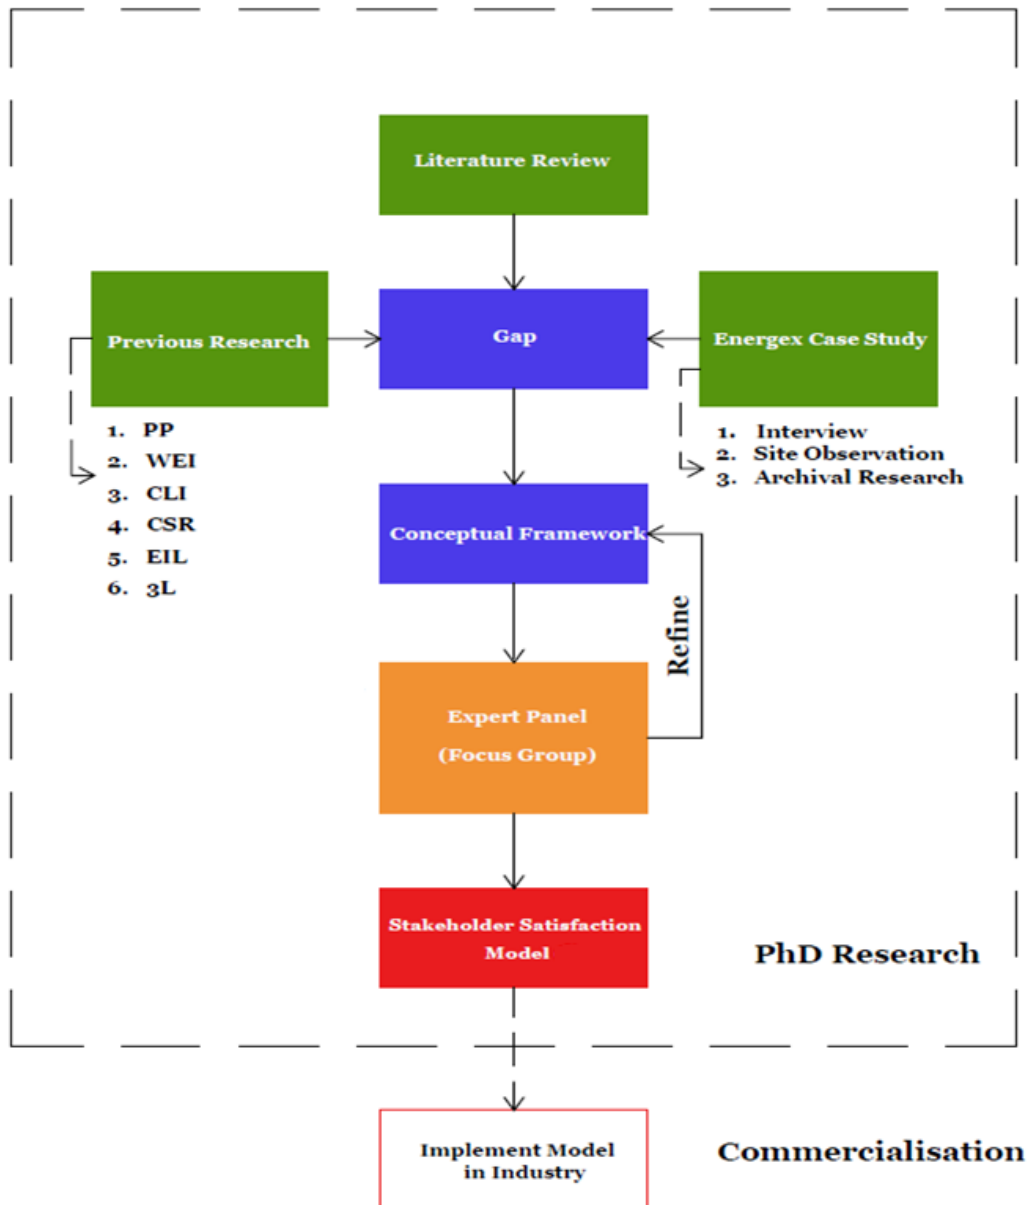 Literature Review
Previous Research
Gap
Energex Case Study
1. PP
2. WEI
3. CLI
4. CSR
5. EIL
6. 3L
1. Interview
2. Site Observation
3. Archival Research
Conceptual Framework
Refine
Expert Panel
(Focus Group)
Stakeholder Satisfaction
Model
PhD Research
Implement Model
in Industry
Commercialisation